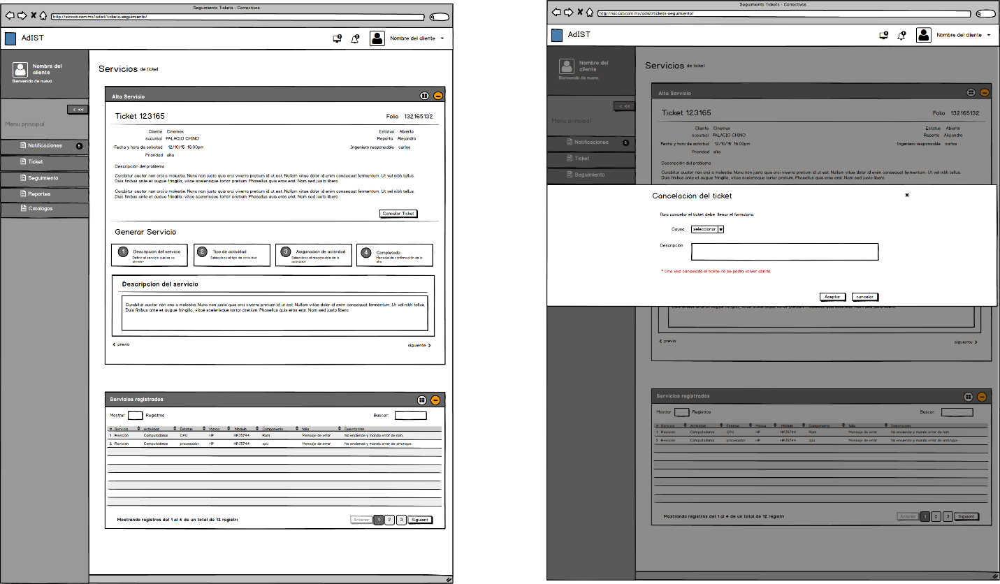 Seguimiento Tickets - Correctivos
http://siccob.com.mx/adist/tickets-seguimiento/
AdIST
Nombre del cliente
Nombre del
cliente
Bienvenido de nuevo
< <<
Menu principal
Notificaciones 5
Ticket
Seguimiento
Reportes
Catalogos
Servicios de ticket
Alta Servicio
Ticket 123165 Folio 132165132
Cliente Cinemex Estatus Abierto
sucursal PALACIO CHINO Reporta Alejandro
Fecha y hora de solicitud 12/10/15 16:00pm Ingeniero responsable carlos
Prioridad alta
Descripción del problema
Curabitur auctor non orci a molestie. Nunc non justo quis orci viverra pretium id ut est. Nullam vitae dolor id enim consequat fermentum. Ut vel nibh tellus.
Duis finibus ante et augue fringilla, vitae scelerisque tortor pretium. Phasellus quis eros erat. Nam sed justo libero.
Curabitur auctor non orci a molestie. Nunc non justo quis orci viverra pretium id ut est. Nullam vitae dolor id enim consequat fermentum. Ut vel nibh tellus.
Duis finibus ante et augue fringilla, vitae scelerisque tortor pretium. Phasellus quis eros erat. Nam sed justo libero.
Cancelar Ticket
Generar Servicio
1 Descripcion del servicio
Definir el servicio que se va
atender
2 Tipo de actividad
Selecciona el tipo de actividad
3 Asiganacion de actividad
Selecciona el responsable de la
actividad
4 Completado
Mensaje de confirmación de la
alta
Descripcion del servicio
Curabitur auctor non orci a molestie. Nunc non justo quis orci viverra pretium id ut est. Nullam vitae dolor id enim consequat fermentum. Ut vel nibh tellus.
Duis finibus ante et augue fringilla, vitae scelerisque tortor pretium. Phasellus quis eros erat. Nam sed justo libero.
< previo siguiente >
Servicios registrados
Mostrar Registros Buscar:
# Servicio Actividad Estatus Marca Modelo Componente falla Descripcion
1 Revicion Computadoras CPU HP HPJ5744 Ram Mensaje de error No enciende y manda error de ram.
2 Revicion Computadoras procesador HP HPJ5744 cpu Mensaje de error No enciende y manda error de arranque
Mostrando registros del 1 al 4 de un total de 12 registr
Anterior 1 2 3 Siguient
Seguimiento Tickets - Correctivos
http://siccob.com.mx/adist/tickets-seguimiento/
AdIST
Nombre del cliente
Nombre del
cliente
Bienvenido de nuevo
< <<
Menu principal
Notificaciones 5
Ticket
Seguimiento
Servicios de ticket
Alta Servicio
Ticket 123165 Folio 132165132
Cliente Cinemex Estatus Abierto
sucursal PALACIO CHINO Reporta Alejandro
Fecha y hora de solicitud 12/10/15 16:00pm Ingeniero responsable carlos
Prioridad alta
Descripción del problema
Curabitur auctor non orci a molestie. Nunc non justo quis orci viverra pretium id ut est. Nullam vitae dolor id enim consequat fermentum. Ut vel nibh tellus.
Duis finibus ante et augue fringilla, vitae scelerisque tortor pretium. Phasellus quis eros erat. Nam sed justo libero.
Cancelacion del ticket
Para cancelar el ticket debe llenar el formulario.
Causa seleccionar
Descripcion
* Una vez cancelado el tickte no se podra volver abrirlo.
Aceptar cancelar
Duis finibus ante et augue fringilla, vitae scelerisque tortor pretium. Phasellus quis eros erat. Nam sed justo libero.
< previo siguiente >
Servicios registrados
Mostrar Registros Buscar:
# Servicio Actividad Estatus Marca Modelo Componente falla Descripcion
1 Revicion Computadoras CPU HP HPJ5744 Ram Mensaje de error No enciende y manda error de ram.
2 Revicion Computadoras procesador HP HPJ5744 cpu Mensaje de error No enciende y manda error de arranque
Mostrando registros del 1 al 4 de un total de 12 registr
Anterior 1 2 3 Siguient